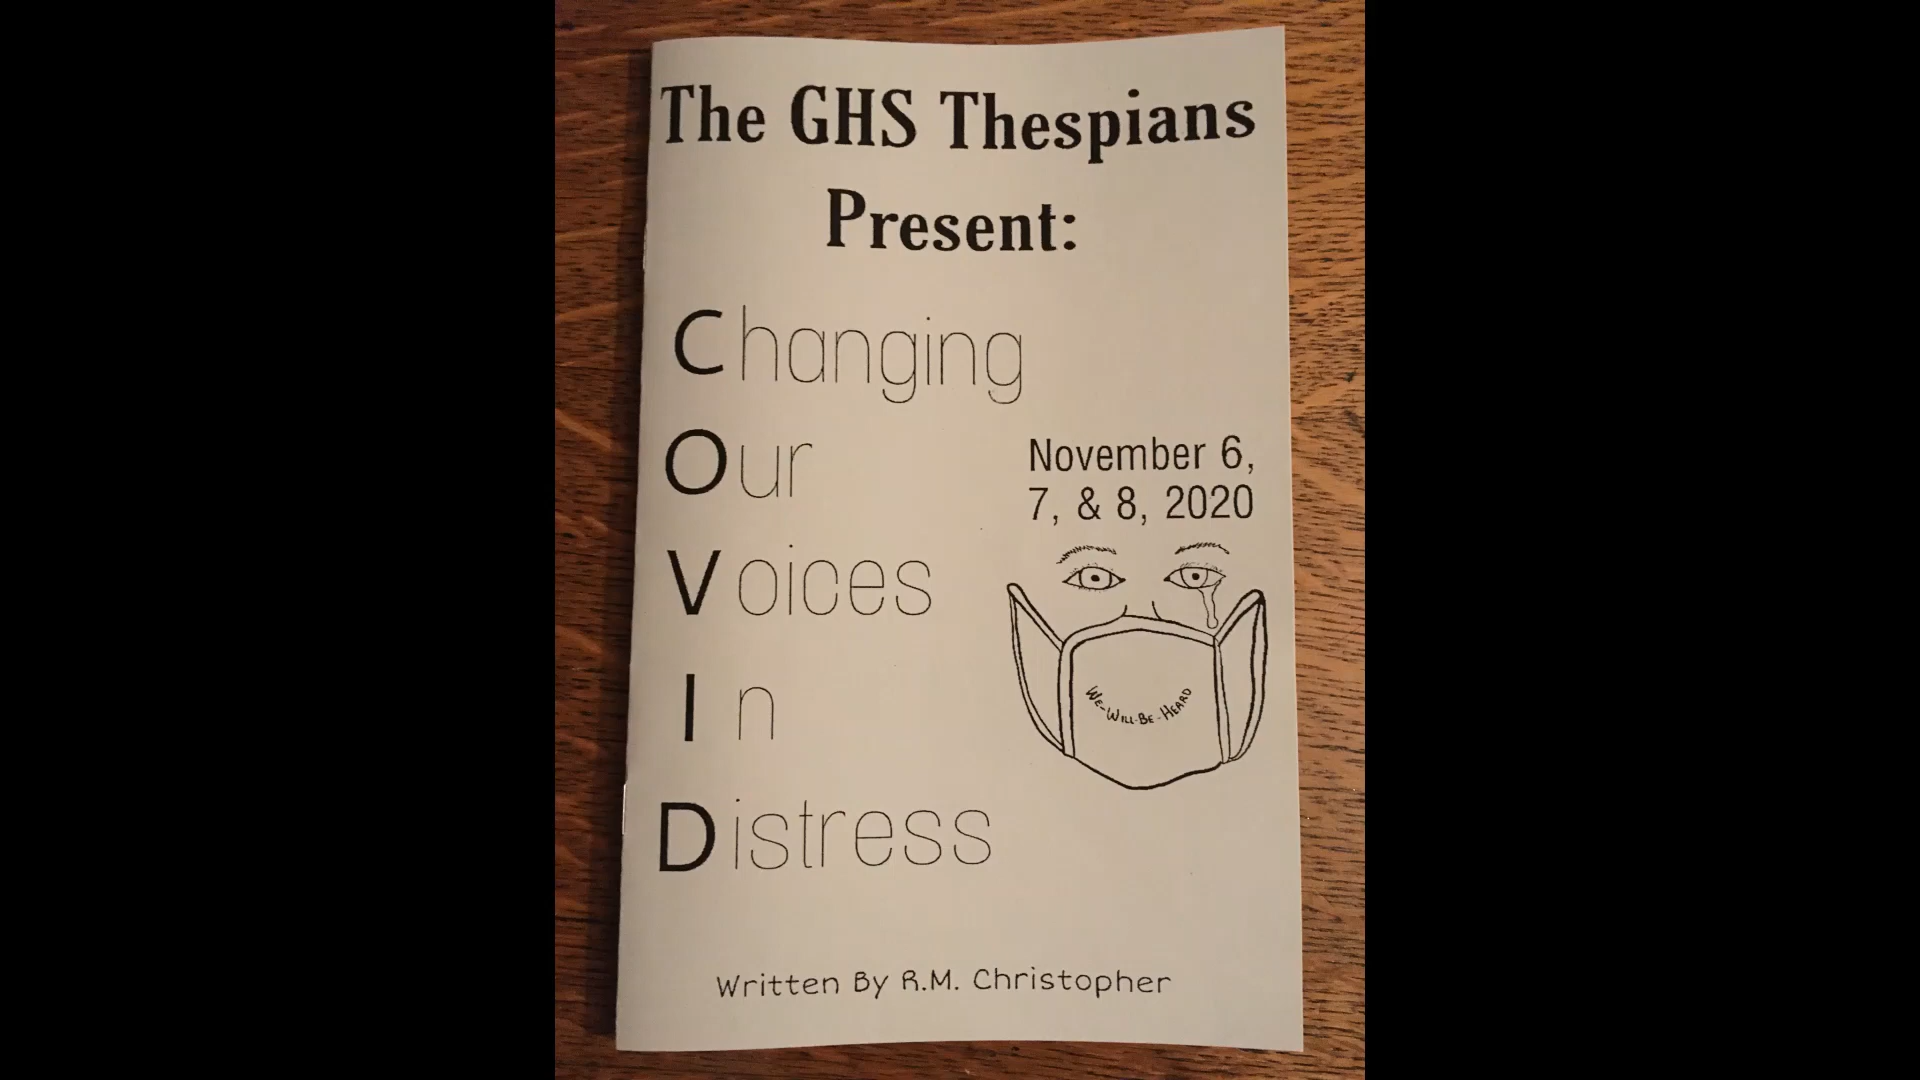 The GHS Thespians
Present:
Changing
Our
Voices
In
Distress
November 6,
7, & 8, 2020
We-Will-Be-Heard
Written By R.M. Christopher